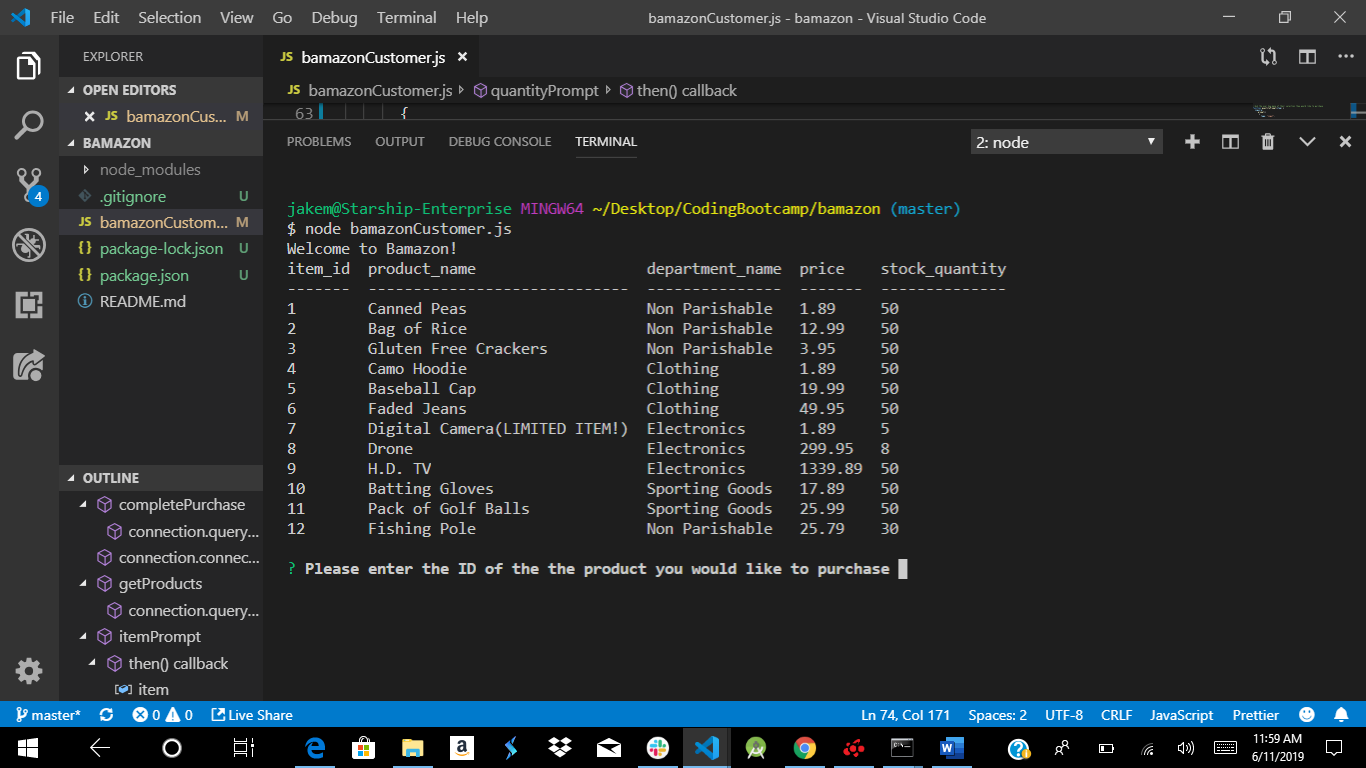 File Edit Selection View Go Debug Terminal Help bamazonCustomer.js - bamazon - Visual Studio Code
EXPLORER
OPEN EDITORS
JS bamazonCus... M
BAMAZON
node_modules
.gitignore U
JS bamazonCustom... M
{} package-lock.json U
{} package.json U
README.md
OUTLINE
completePurchase
connection.query...
connection.connec...
getProducts
connection.query...
itemPrompt
then() callback
item
4
JS bamazonCustomer.js
JS bamazonCustomer.js quantityPrompt then() callback
63 {
PROBLEMS OUTPUT DEBUG CONSOLE TERMINAL 2: node
jakem@Starship-Enterprise MINGW64 ~/Desktop/CodingBootcamp/bamazon (master)
$ node bamazonCustomer.js
Welcome to Bamazon!
item_id product_name department_name price stock_quantity
------- ----------------------------- --------------- ------- --------------
1 Canned Peas Non Parishable 1.89 50
2 Bag of Rice Non Parishable 12.99 50
3 Gluten Free Crackers Non Parishable 3.95 50
4 Camo Hoodie Clothing 1.89 50
5 Baseball Cap Clothing 19.99 50
6 Faded Jeans Clothing 49.95 50
7 Digital Camera(LIMITED ITEM!) Electronics 1.89 5
8 Drone Electronics 299.95 8
9 H.D. TV Electronics 1339.89 50
10 Batting Gloves Sporting Goods 17.89 50
11 Pack of Golf Balls Sporting Goods 25.99 50
12 Fishing Pole Non Parishable 25.79 30
? Please enter the ID of the the product you would like to purchase
master* 0 0 Live Share Ln 74, Col 171 Spaces: 2 UTF-8 CRLF JavaScript Prettier
11:59 AM
6/11/2019